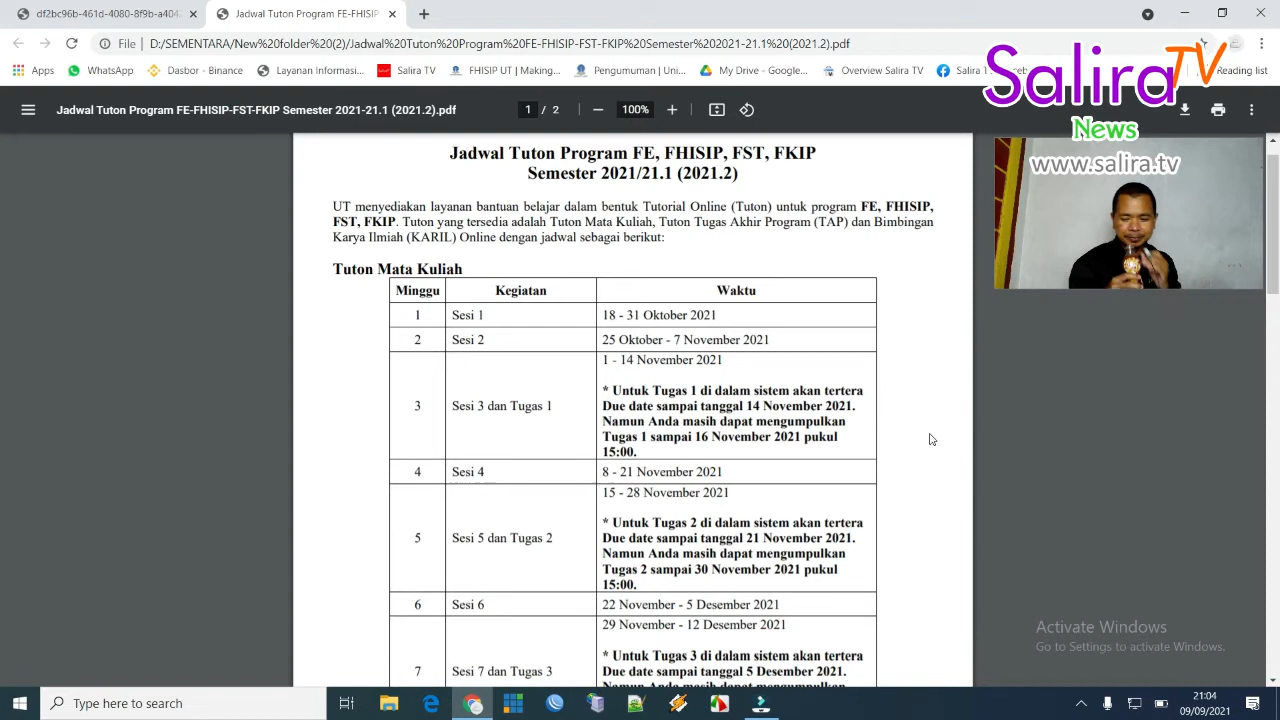 df2bc96b-461d-4080-8f9b-a4043
Jadwal Tuton Program FE-FHISIP-F
File
D:/SEMENTARA/New%20folder%20(2)/Jadwal%20Tuton%20Program%20FE-FHISIP-FST-FKIP%20Semester%202021-21.1%20(2021.2).pdf
Apps
WhatsApp
Dasbor - Binance
Layanan Informasi...
Salira TV
FHISIP UT | Making...
Pengumuman | Uni...
My Drive - Google...
Overview Salira TV
Reading list
Salira TV
News
www.salira.tv
Jadwal Tuton Program FE-FHISIP-FST-FKIP Semester 2021-21.1 (2021.2).pdf
1 / 2
100%
Jadwal Tuton Program FE, FHISIP, FST, FKIP
Semester 2021/21.1 (2021.2)
UT menyediakan layanan bantuan belajar dalam bentuk Tutorial Online (Tuton) untuk program FE, FHISIP,
FST, FKIP. Tuton yang tersedia adalah Tuton Mata Kuliah, Tuton Tugas Akhir Program (TAP) dan Bimbingan
Karya Ilmiah (KARIL) Online dengan jadwal sebagai berikut:
Tuton Mata Kuliah
Minggu Kegiatan Waktu
1 Sesi 1 18 - 31 Oktober 2021
2 Sesi 2 25 Oktober - 7 November 2021
1 - 14 November 2021
* Untuk Tugas 1 di dalam sistem akan tertera
3 Sesi 3 dan Tugas 1 Due date sampai tanggal 14 November 2021.
Namun Anda masih dapat mengumpulkan
Tugas 1 sampai 16 November 2021 pukul
15:00.
4 Sesi 4 8 - 21 November 2021
15 - 28 November 2021
* Untuk Tugas 2 di dalam sistem akan tertera
5 Sesi 5 dan Tugas 2 Due date sampai tanggal 21 November 2021.
Namun Anda masih dapat mengumpulkan
Tugas 2 sampai 30 November 2021 pukul
15:00.
6 Sesi 6 22 November - 5 Desember 2021
29 November - 12 Desember 2021
* Untuk Tugas 3 di dalam sistem akan tertera
7 Sesi 7 dan Tugas 3 Due date sampai tanggal 5 Desember 2021.
Namun Anda masih dapat mengumpulkan
Activate Windows
Go to Settings to activate Windows.
Type here to search
21:04
09/09/2021